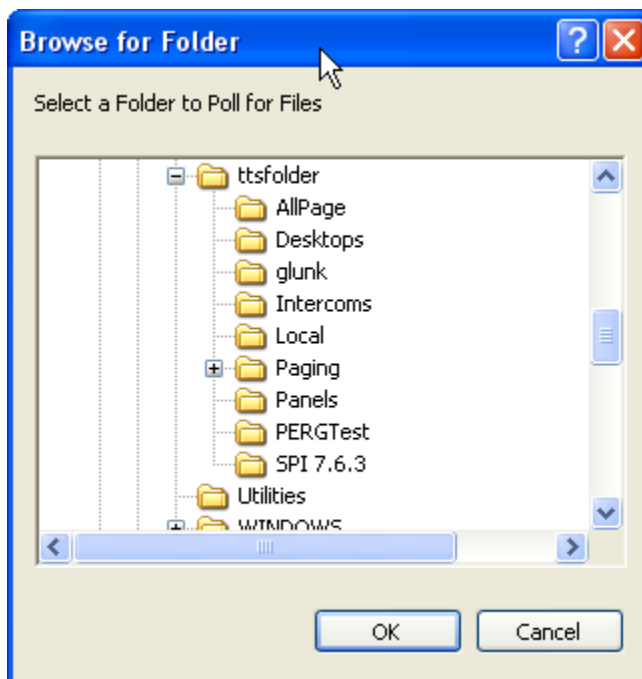 Browse for Folder
Select a Folder to Poll for Files
ttsfolder
AllPage
Desktops
glunk
Intercoms
Local
Paging
Panels
PERGTest
SPI 7.6.3
Utilities
WINDOWS
OK Cancel